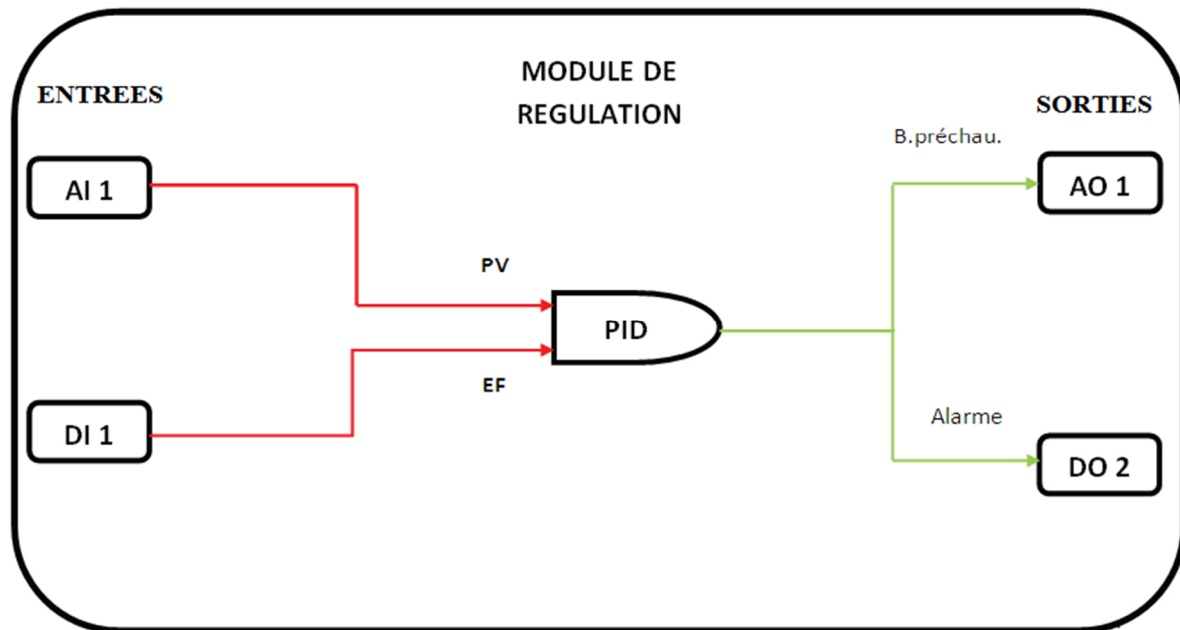 MODULE DE
REGULATION
ENTREES
SORTIES
B.préchau.
AI 1
AO 1
PV
PID
EF
Alarme
DI 1
DO 2